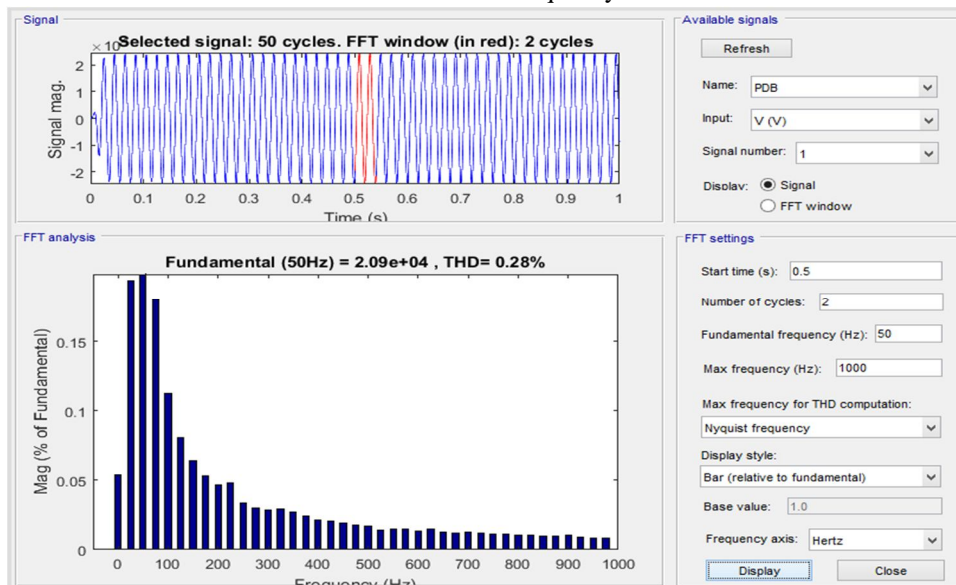 Signal
Selected signal: 50 cycles. FFT window (in red): 2 cycles
Signal mag.
2
1
0
-1
-2
0 0.1 0.2 0.3 0.4 0.5 0.6 0.7 0.8 0.9 1
Time (s)
Available signals
Refresh
Name: PDB
Input: V (V)
Signal number: 1
Display: Signal
FFT window
FFT analysis
Fundamental (50Hz) = 2.09e+04 , THD= 0.28%
Mag (% of Fundamental)
0.15
0.1
0.05
0
0 100 200 300 400 500 600 700 800 900 1000
Frequency (Hz)
FFT settings
Start time (s): 0.5
Number of cycles: 2
Fundamental frequency (Hz): 50
Max frequency (Hz): 1000
Max frequency for THD computation:
Nyquist frequency
Display style:
Bar (relative to fundamental)
Base value: 1.0
Frequency axis: Hertz
Display Close